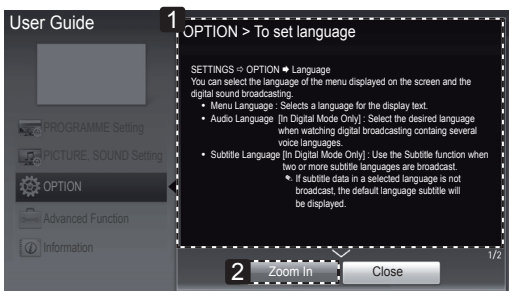 User Guide
1
OPTION > To set language
SETTINGS ⇨ OPTION ➡ Language
You can select the language of the menu displayed on the screen and the
digital sound broadcasting.
• Menu Language : Selects a language for the display text.
• Audio Language [In Digital Mode Only] : Select the desired language
when watching digital broadcasting containg several
voice languages.
• Subtitle Language [In Digital Mode Only] : Use the Subtitle function when
two or more subtitle languages are broadcast.
✎ If subtitle data in a selected language is not
broadcast, the default language subtitle will
be displayed.
PROGRAMME Setting
PICTURE, SOUND Setting
OPTION
Advanced Function
Information
1/2
2
Zoom In
Close